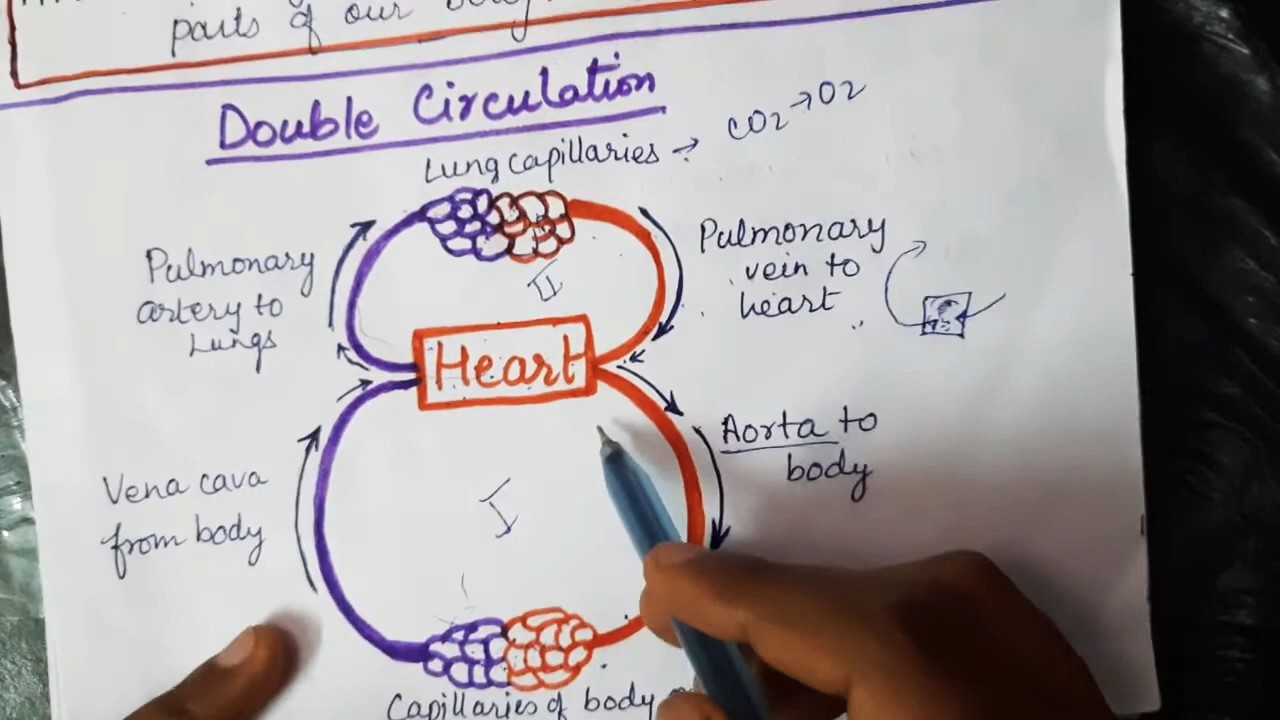 parts of our body
Double Circulation
Lung capillaries → CO2 → O2
Pulmonary
artery to
Lungs
Pulmonary
vein to
heart
II
Heart
Aorta to
body
Vena cava
from body
I
Capillaries of body